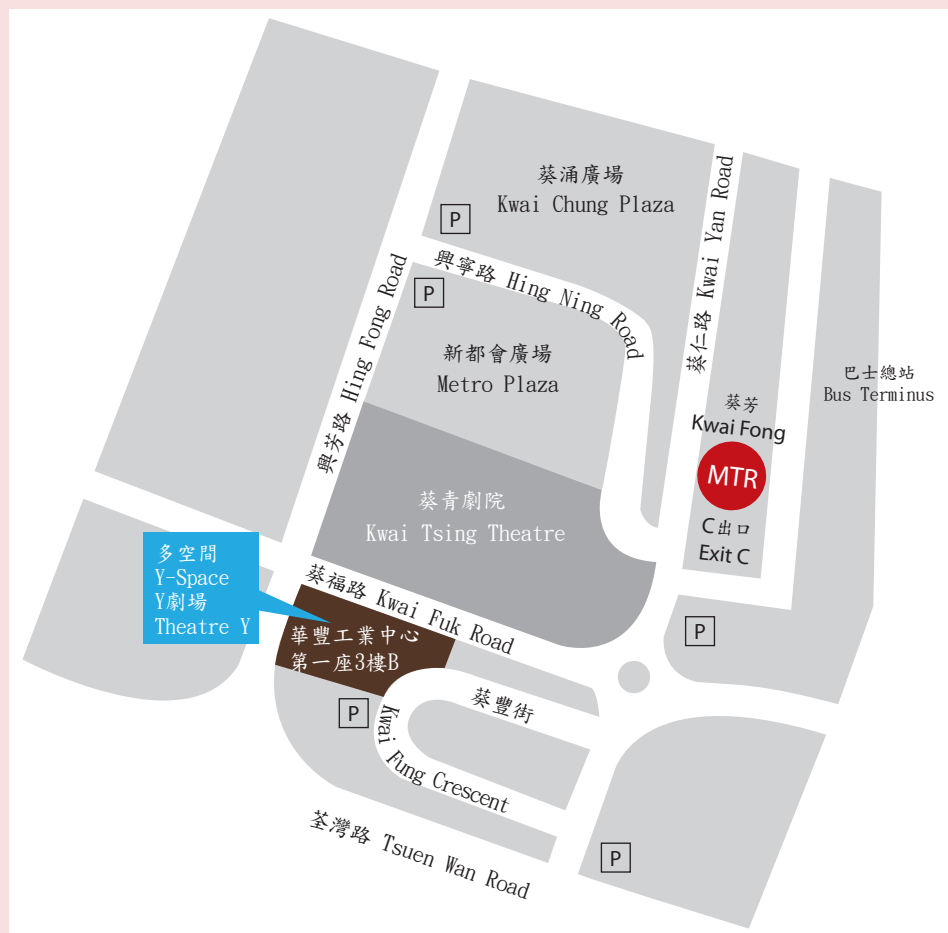 葵涌廣場
Kwai Chung Plaza
P
興寧路 Hing Ning Road
P
興芳路 Hing Fong Road
葵仁路 Kwai Yan Road
新都會廣場
Metro Plaza
巴士總站
Bus Terminus
葵芳
Kwai Fong
MTR
C出口
Exit C
葵青劇院
Kwai Tsing Theatre
多空間
Y-Space
Y劇場
Theatre Y
葵福路 Kwai Fuk Road
華豐工業中心
第一座3樓B
P
葵豐街
P
Kwai Fung Crescent
荃灣路 Tsuen Wan Road
P